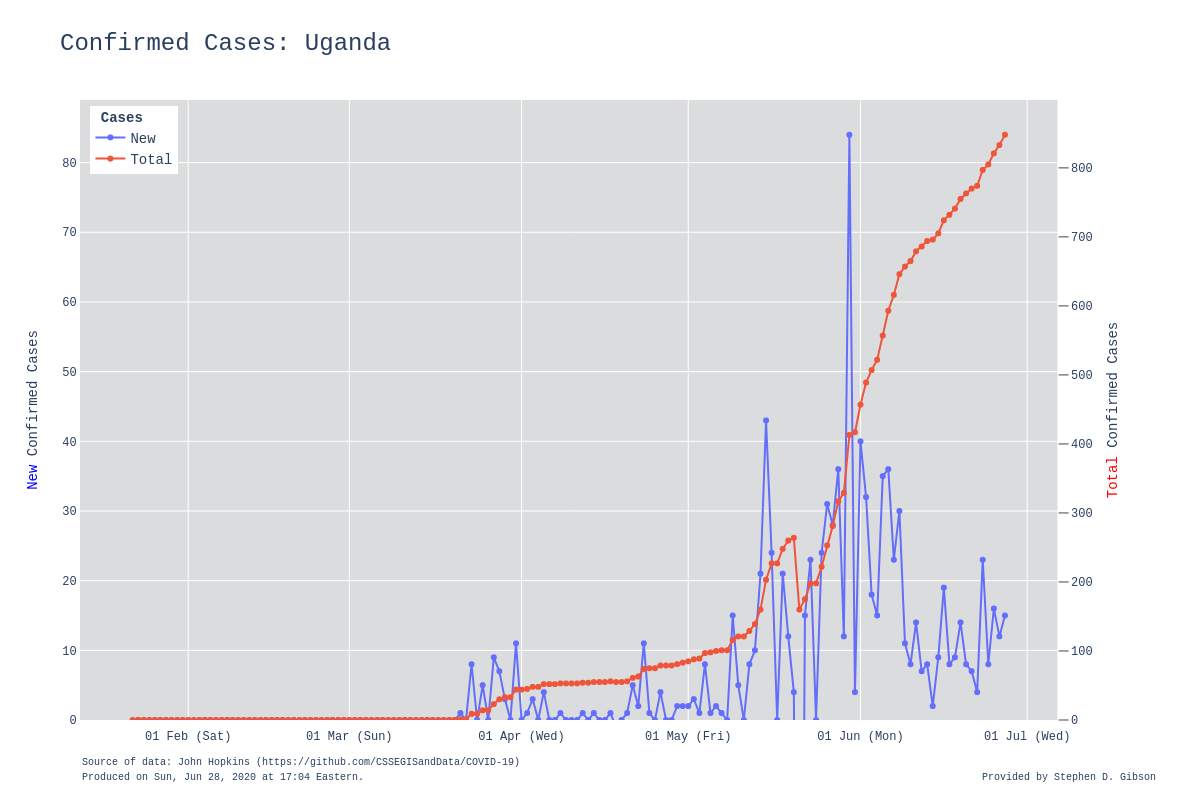 Confirmed Cases: Uganda
Cases
New
Total
80
70
60
50
40
30
20
10
0
800
700
600
500
400
300
200
100
0
New Confirmed Cases
Total Confirmed Cases
01 Feb (Sat)
01 Mar (Sun)
01 Apr (Wed)
01 May (Fri)
01 Jun (Mon)
01 Jul (Wed)
Source of data: John Hopkins (https://github.com/CSSEGISandData/COVID-19)
Produced on Sun, Jun 28, 2020 at 17:04 Eastern.
Provided by Stephen D. Gibson